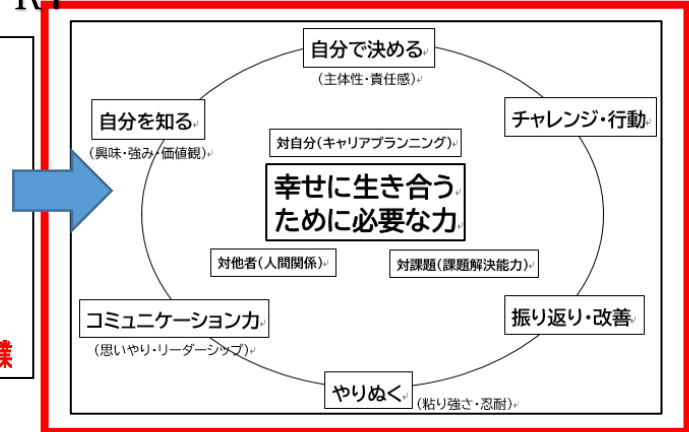 自分で決める
(主体性・責任感)
自分を知る
(興味・強み・価値観)
チャレンジ・行動
対自分(キャリアプランニング)
幸せに生き合う
ために必要な力
対他者(人間関係)
対課題(課題解決能力)
コミュニケーション力
(思いやり・リーダーシップ)
振り返り・改善
やりぬく
(粘り強さ・忍耐)
業